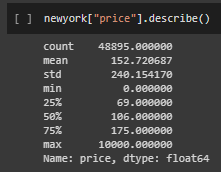 [ ] newyork["price"].describe()
count 48895.000000
mean 152.720687
std 240.154170
min 0.000000
25% 69.000000
50% 106.000000
75% 175.000000
max 10000.000000
Name: price, dtype: float64